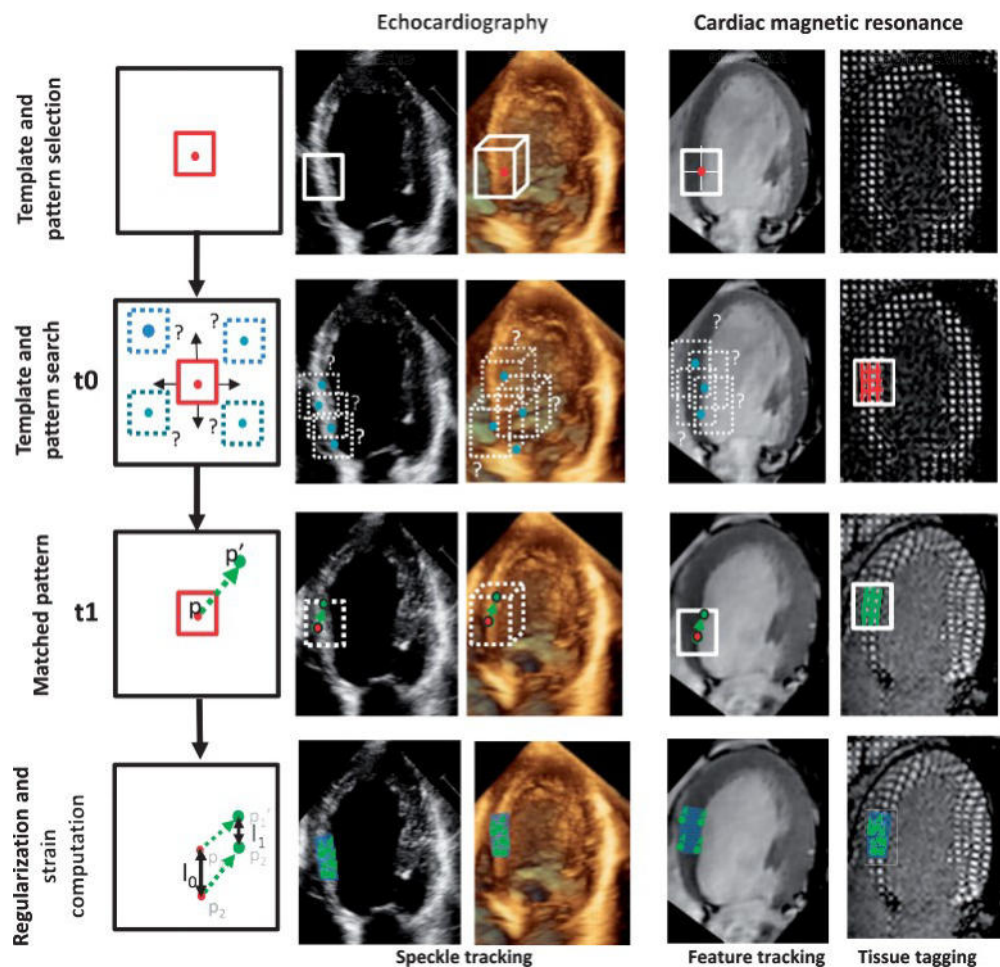 Echocardiography
Cardiac magnetic resonance
Template and
pattern selection
Template and
pattern search
t0
?
?
?
?
?
?
?
?
?
?
?
?
?
?
Matched pattern
t1
p
p'
Regularization and
strain
computation
l0
l1
p2
p2
Speckle tracking
Feature tracking
Tissue tagging